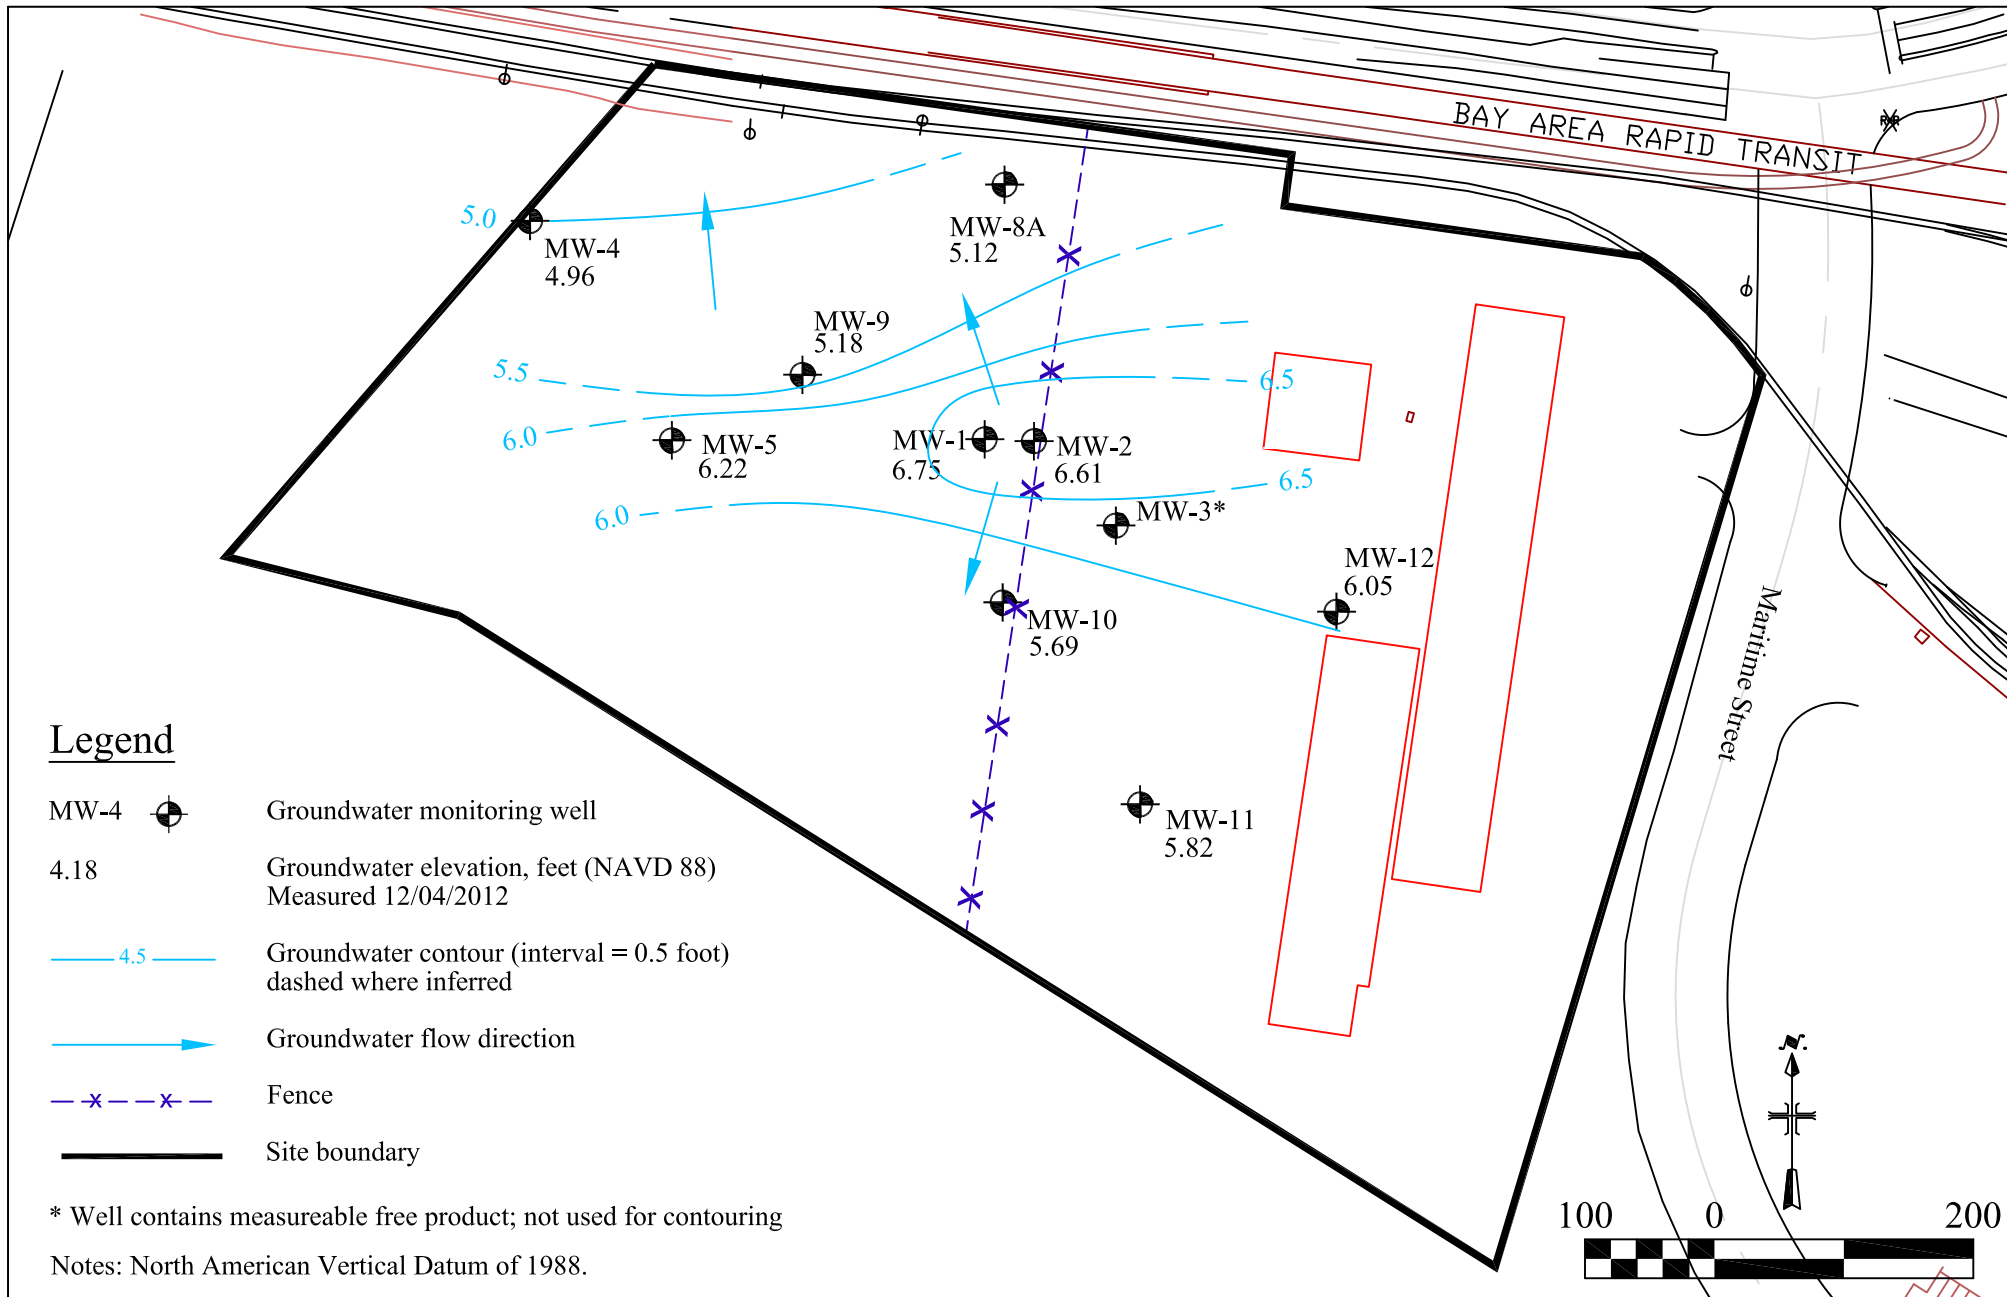 BAY AREA RAPID TRANSIT
5.0
MW-4
4.96
MW-8A
5.12
MW-9
5.18
5.5
6.0
MW-5
6.22
MW-1
6.75
MW-2
6.61
6.5
6.5
6.0
MW-3*
MW-12
6.05
MW-10
5.69
MW-11
5.82
Maritime Street
Legend
MW-4 Groundwater monitoring well
4.18 Groundwater elevation, feet (NAVD 88)
Measured 12/04/2012
4.5 Groundwater contour (interval = 0.5 foot)
dashed where inferred
Groundwater flow direction
x x Fence
Site boundary
* Well contains measureable free product; not used for contouring
Notes: North American Vertical Datum of 1988.
100 0 200